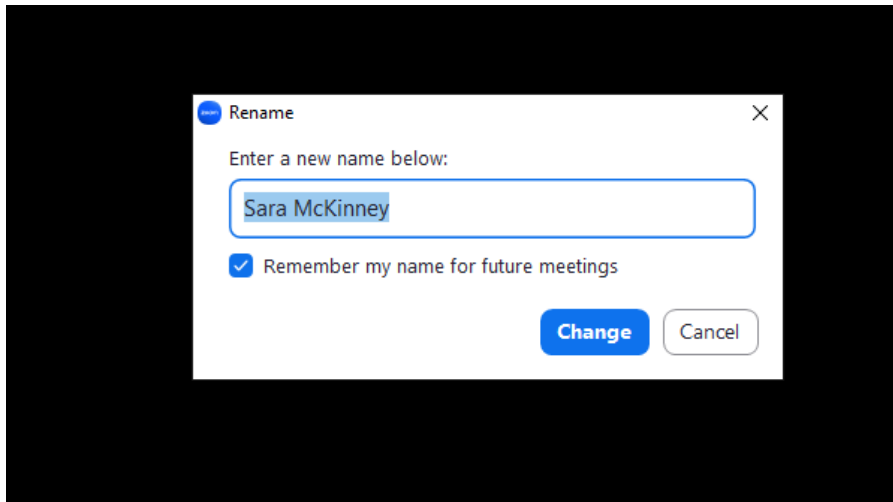 Rename
Enter a new name below:
Sara McKinney
Remember my name for future meetings
Change Cancel